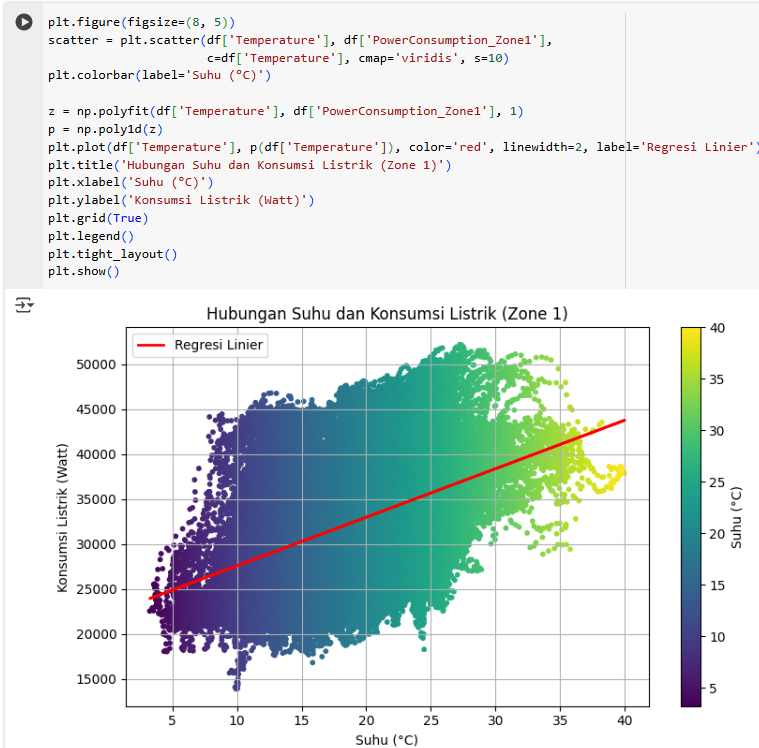 plt.figure(figsize=(8, 5))
scatter = plt.scatter(df['Temperature'], df['PowerConsumption_Zone1'],
c=df['Temperature'], cmap='viridis', s=10)
plt.colorbar(label='Suhu (°C)')
z = np.polyfit(df['Temperature'], df['PowerConsumption_Zone1'], 1)
p = np.poly1d(z)
plt.plot(df['Temperature'], p(df['Temperature']), color='red', linewidth=2, label='Regresi Linier')
plt.title('Hubungan Suhu dan Konsumsi Listrik (Zone 1)')
plt.xlabel('Suhu (°C)')
plt.ylabel('Konsumsi Listrik (Watt)')
plt.grid(True)
plt.legend()
plt.tight_layout()
plt.show()
Hubungan Suhu dan Konsumsi Listrik (Zone 1)
Regresi Linier
50000
45000
40000
35000
30000
25000
20000
15000
Konsumsi Listrik (Watt)
5 10 15 20 25 30 35 40
Suhu (°C)
40
35
30
25
20
15
10
5
Suhu (°C)